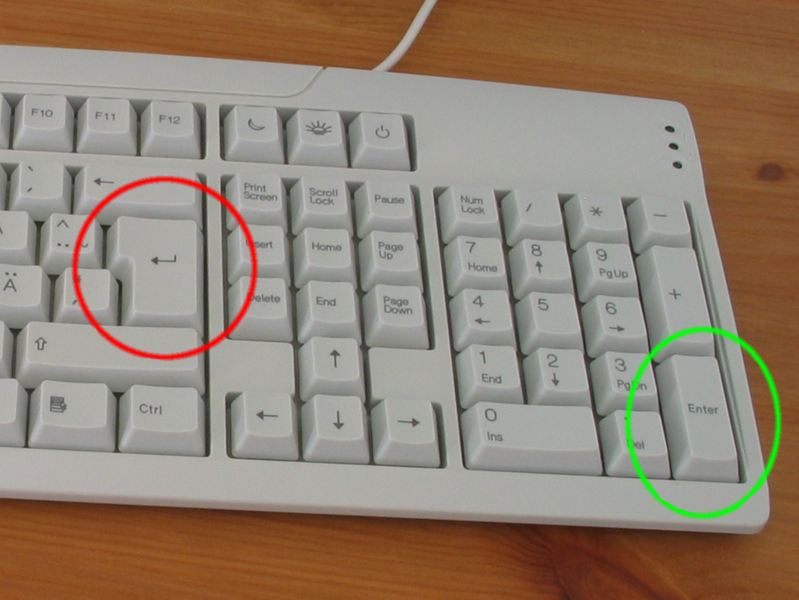 F10
F11
F12
Print
Screen
Scroll
Lock
Pause
Num
Lock
/
*
−
Insert
Home
Page
Up
7
Home
8
↑
9
PgUp
+
Ä
Delete
End
Page
Down
4
←
5
6
→
1
End
2
↓
3
PgDn
Enter
Ctrl
0
Ins
Del